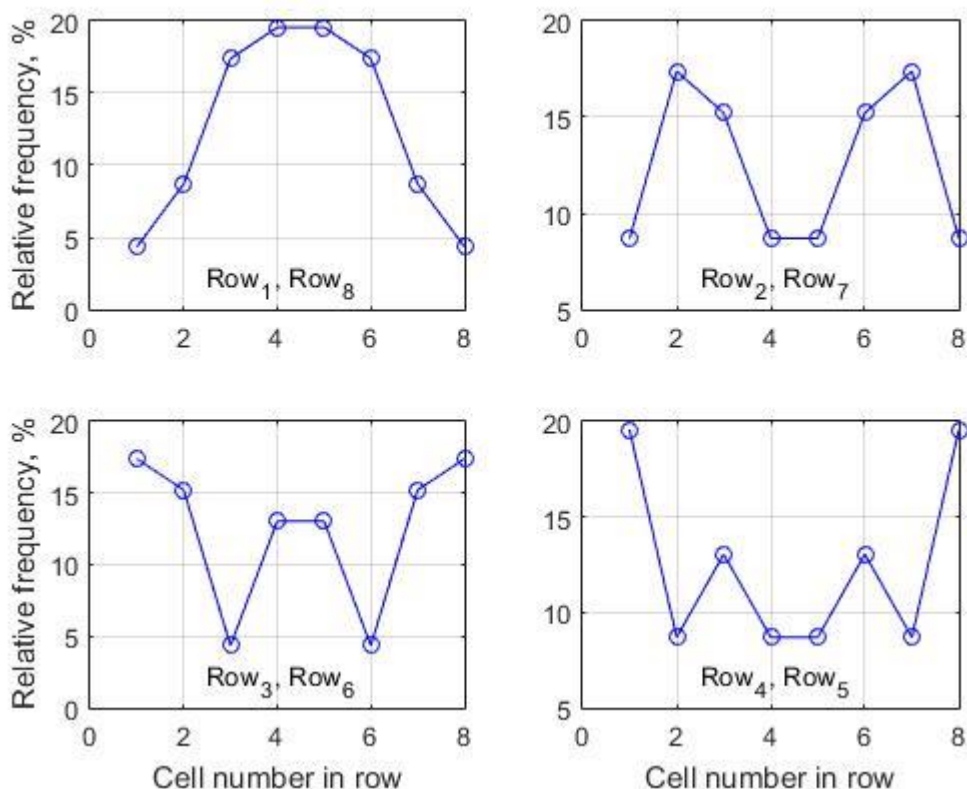 Relative frequency, %
20
15
10
5
0
0 2 4 6 8
Row1, Row8
20
15
10
5
0 2 4 6 8
Row2, Row7
Relative frequency, %
20
15
10
5
0
0 2 4 6 8
Row3, Row6
Cell number in row
20
15
10
5
0 2 4 6 8
Row4, Row5
Cell number in row